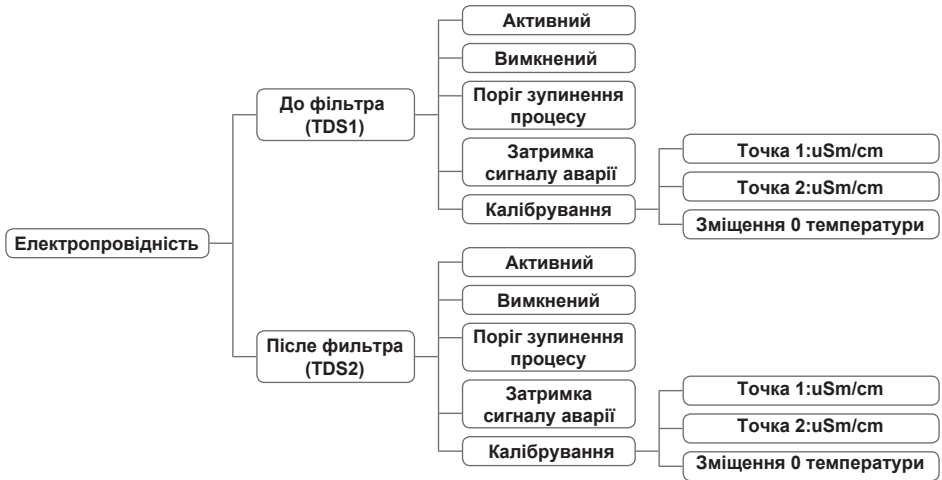 Електропровідність
До фільтра
(TDS1)
Активний
Вимкнений
Поріг зупинення
процесу
Затримка
сигналу аварії
Калібрування
Точка 1:uSm/cm
Точка 2:uSm/cm
Зміщення 0 температури
Після фильтра
(TDS2)
Активний
Вимкнений
Поріг зупинення
процесу
Затримка
сигналу аварії
Калібрування
Точка 1:uSm/cm
Точка 2:uSm/cm
Зміщення 0 температури